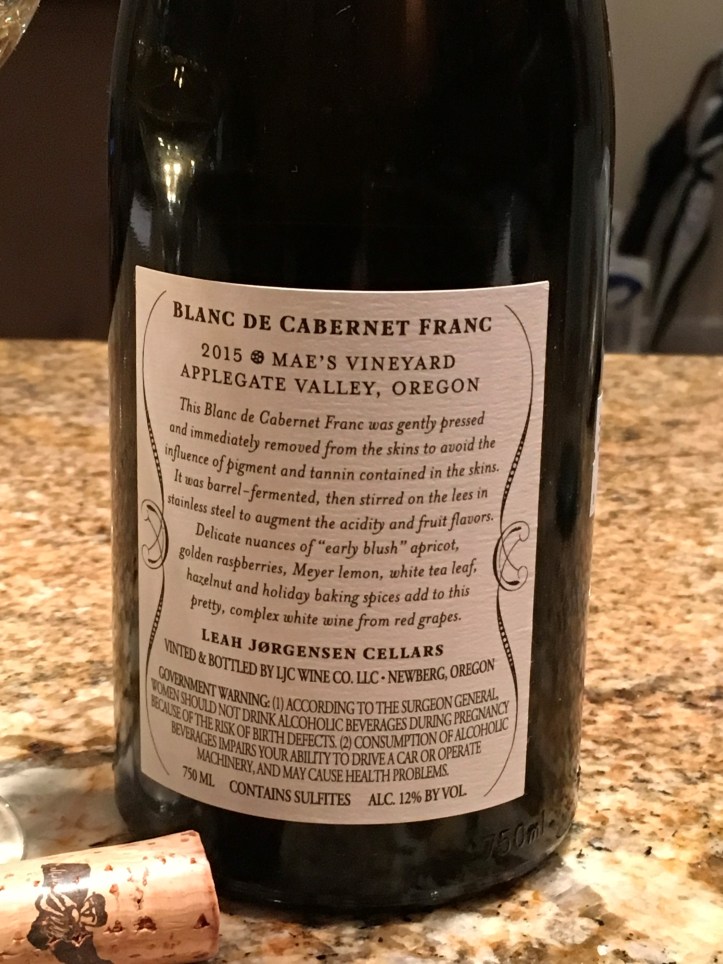 BLANC DE CABERNET FRANC
2015 MAE'S VINEYARD
APPLEGATE VALLEY, OREGON
This Blanc de Cabernet Franc was gently pressed
and immediately removed from the skins to avoid the
influence of pigment and tannin contained in the skins.
It was barrel-fermented, then stirred on the lees in
stainless steel to augment the acidity and fruit flavors.
Delicate nuances of "early blush" apricot,
golden raspberries, Meyer lemon, white tea leaf,
hazelnut and holiday baking spices add to this
pretty, complex white wine from red grapes.
LEAH JØRGENSEN CELLARS
VINTED & BOTTLED BY LJC WINE CO. LLC • NEWBERG, OREGON
GOVERNMENT WARNING: (1) ACCORDING TO THE SURGEON GENERAL,
WOMEN SHOULD NOT DRINK ALCOHOLIC BEVERAGES DURING PREGNANCY
BECAUSE OF THE RISK OF BIRTH DEFECTS. (2) CONSUMPTION OF ALCOHOLIC
BEVERAGES IMPAIRS YOUR ABILITY TO DRIVE A CAR OR OPERATE
MACHINERY, AND MAY CAUSE HEALTH PROBLEMS.
750 ML CONTAINS SULFITES ALC. 12% BY VOL.
750ml